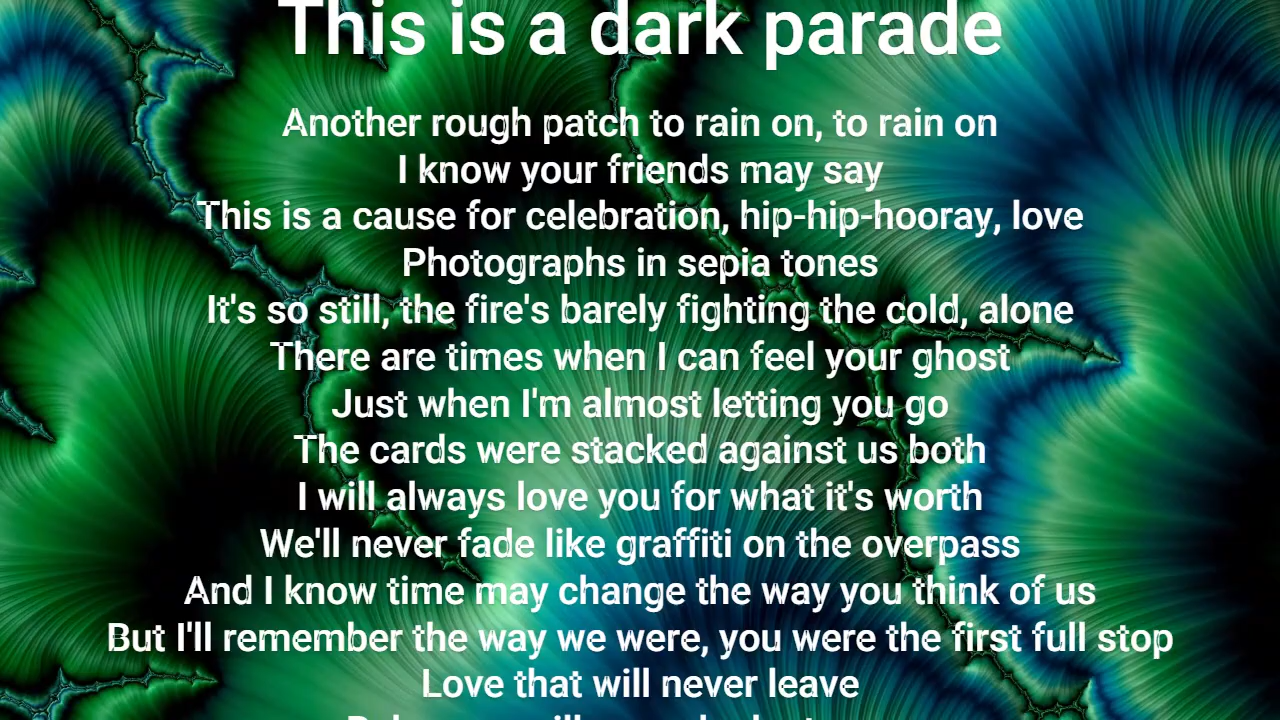 This is a dark parade
Another rough patch to rain on, to rain on
I know your friends may say
This is a cause for celebration, hip-hip-hooray, love
Photographs in sepia tones
It's so still, the fire's barely fighting the cold, alone
There are times when I can feel your ghost
Just when I'm almost letting you go
The cards were stacked against us both
I will always love you for what it's worth
We'll never fade like graffiti on the overpass
And I know time may change the way you think of us
But I'll remember the way we were, you were the first full stop
Love that will never leave